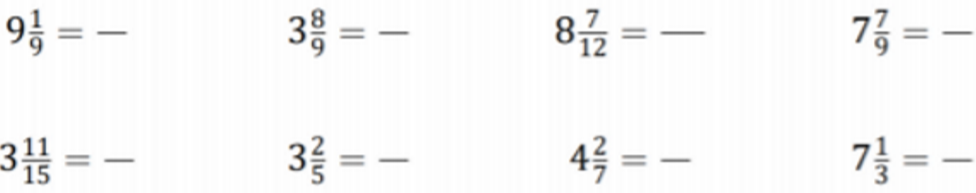 9 1/9 = — 3 8/9 = — 8 7/12 = — 7 7/9 = —
3 11/15 = — 3 2/5 = — 4 2/7 = — 7 1/3 = —